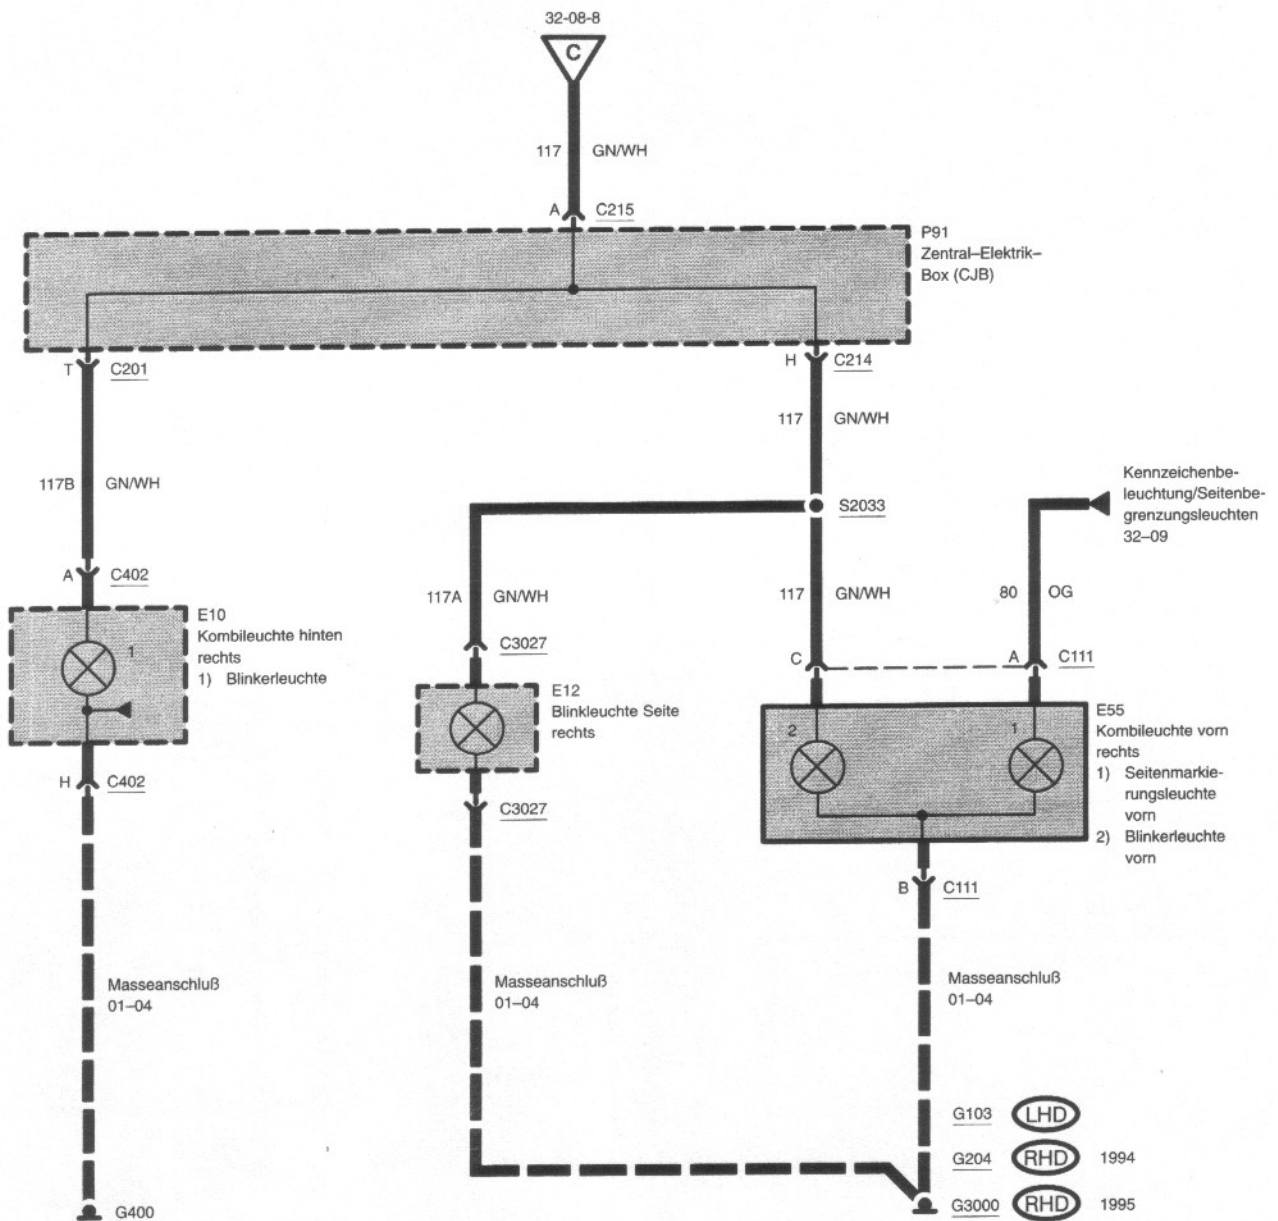 32-08-8
C
117 GN/WH
A C215
P91
Zentral–Elektrik–
Box (CJB)
T C201
H C214
117 GN/WH
117B GN/WH
Kennzeichenbe-
leuchtung/Seitenbe-
grenzungsleuchten
32–09
S2033
A C402
117A GN/WH
117 GN/WH
80 OG
E10
Kombileuchte hinten
rechts
1) Blinkerleuchte
1
C3027
C
A C111
E12
Blinkleuchte Seite
rechts
2
1
E55
Kombileuchte vorn
rechts
1) Seitenmarkie-
rungsleuchte
vorn
2) Blinkerleuchte
vorn
H C402
C3027
B C111
Masseanschluß
01–04
Masseanschluß
01–04
Masseanschluß
01–04
G103 LHD
G204 RHD 1994
G400
G3000 RHD 1995